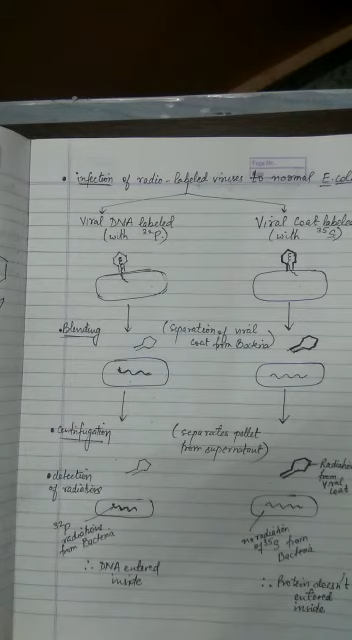 Page No.
• infection of radio-labeled viruses to normal E.coli
Viral DNA labeled
(with ³²P.)
Viral Coat labeled
(with ³⁵S)
• Blending
(separation of viral
coat from Bacteria)
• Centrifugation
(separates pellet
from supernatant)
• detection
of radiations
Radiations
from
Viral
Coat
32p
radiations
from Bacteria
no radiation
of ³⁵S from
Bacteria
∴ DNA entered
inside
∴ Protein doesn't
entered
inside